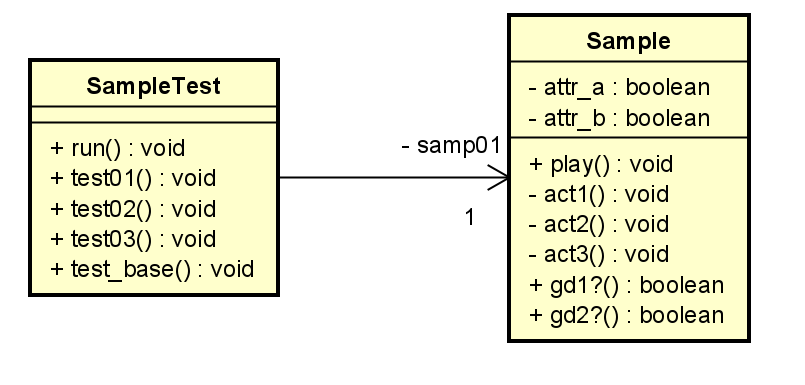 SampleTest
+ run() : void
+ test01() : void
+ test02() : void
+ test03() : void
+ test_base() : void
- samp01
1
Sample
- attr_a : boolean
- attr_b : boolean
+ play() : void
- act1() : void
- act2() : void
- act3() : void
+ gd1?() : boolean
+ gd2?() : boolean